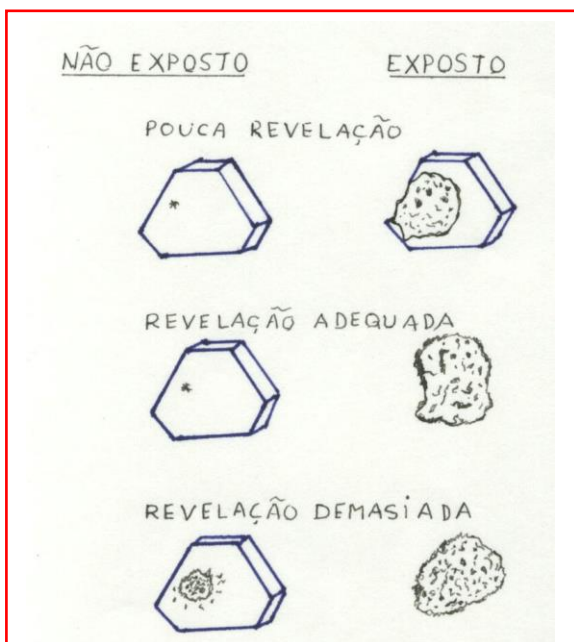 NÃO EXPOSTO EXPOSTO
POUCA REVELAÇÃO
REVELAÇÃO ADEQUADA
REVELAÇÃO DEMASiADA